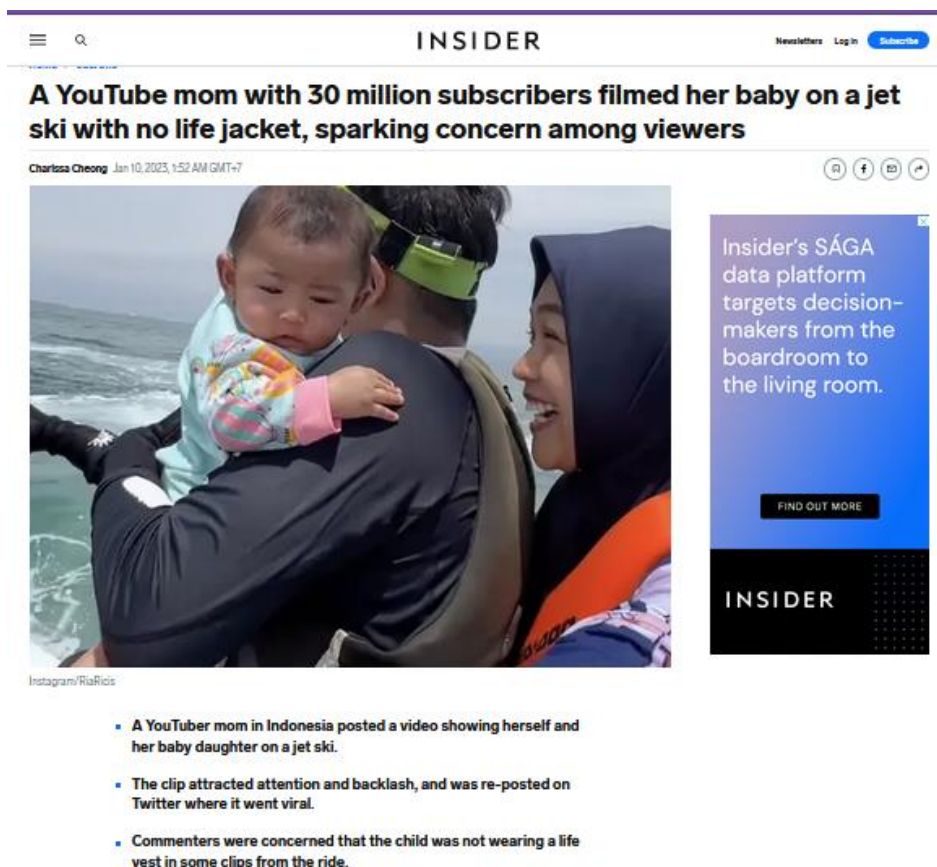 INSIDER
Newsletters Log in Subscribe
A YouTube mom with 30 million subscribers filmed her baby on a jet
ski with no life jacket, sparking concern among viewers
Charissa Cheong Jan 10, 2023, 1:52 AM GMT+7
Insider's SÁGA
data platform
targets decision-
makers from the
boardroom to
the living room.
FIND OUT MORE
INSIDER
Instagram/RiaRicis
A YouTuber mom in Indonesia posted a video showing herself and
her baby daughter on a jet ski.
The clip attracted attention and backlash, and was re-posted on
Twitter where it went viral.
Commenters were concerned that the child was not wearing a life
vest in some clips from the ride.